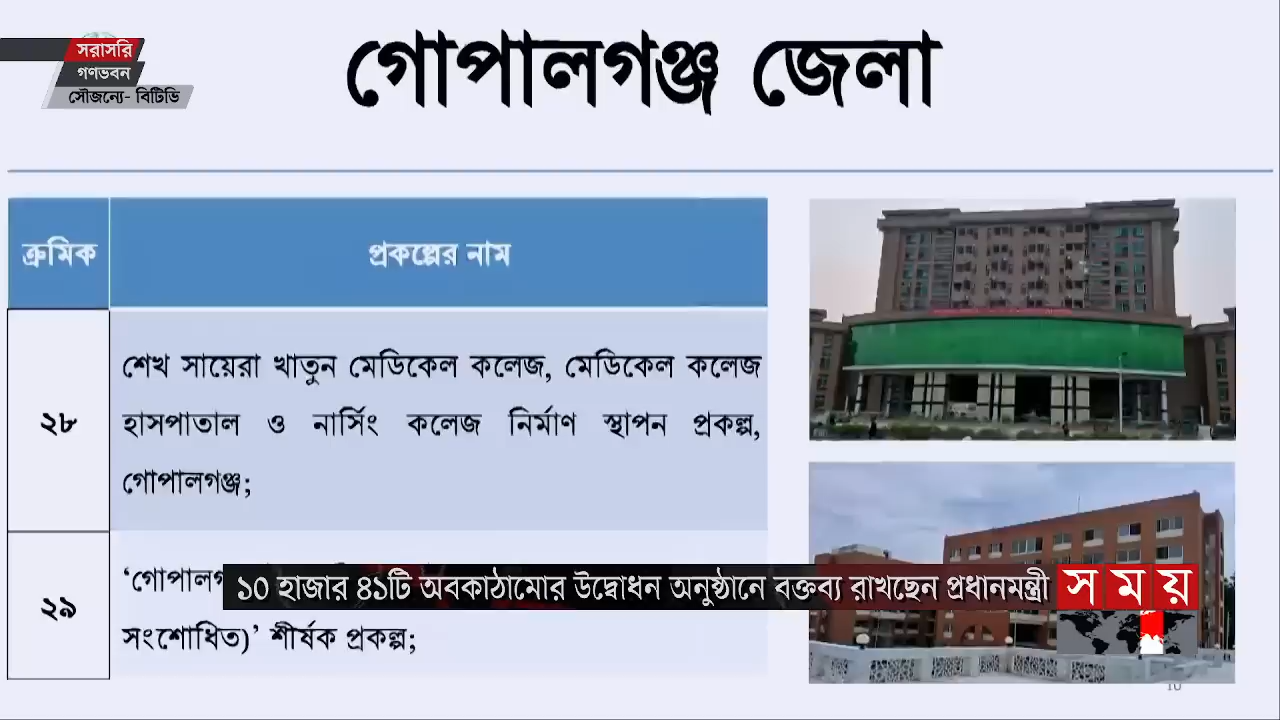 সরাসরি
গণভবন
সৌজন্যে- বিটিভি
গোপালগঞ্জ জেলা
ক্রমিক
প্রকল্পের নাম
২৮
শেখ সায়েরা খাতুন মেডিকেল কলেজ, মেডিকেল কলেজ
হাসপাতাল ও নার্সিং কলেজ নির্মাণ স্থাপন প্রকল্প,
গোপালগঞ্জ;
২৯
সংশোধিত)’ শীর্ষক প্রকল্প;
১০ হাজার ৪১টি অবকাঠামোর উদ্বোধন অনুষ্ঠানে বক্তব্য রাখছেন প্রধানমন্ত্রী
সময়